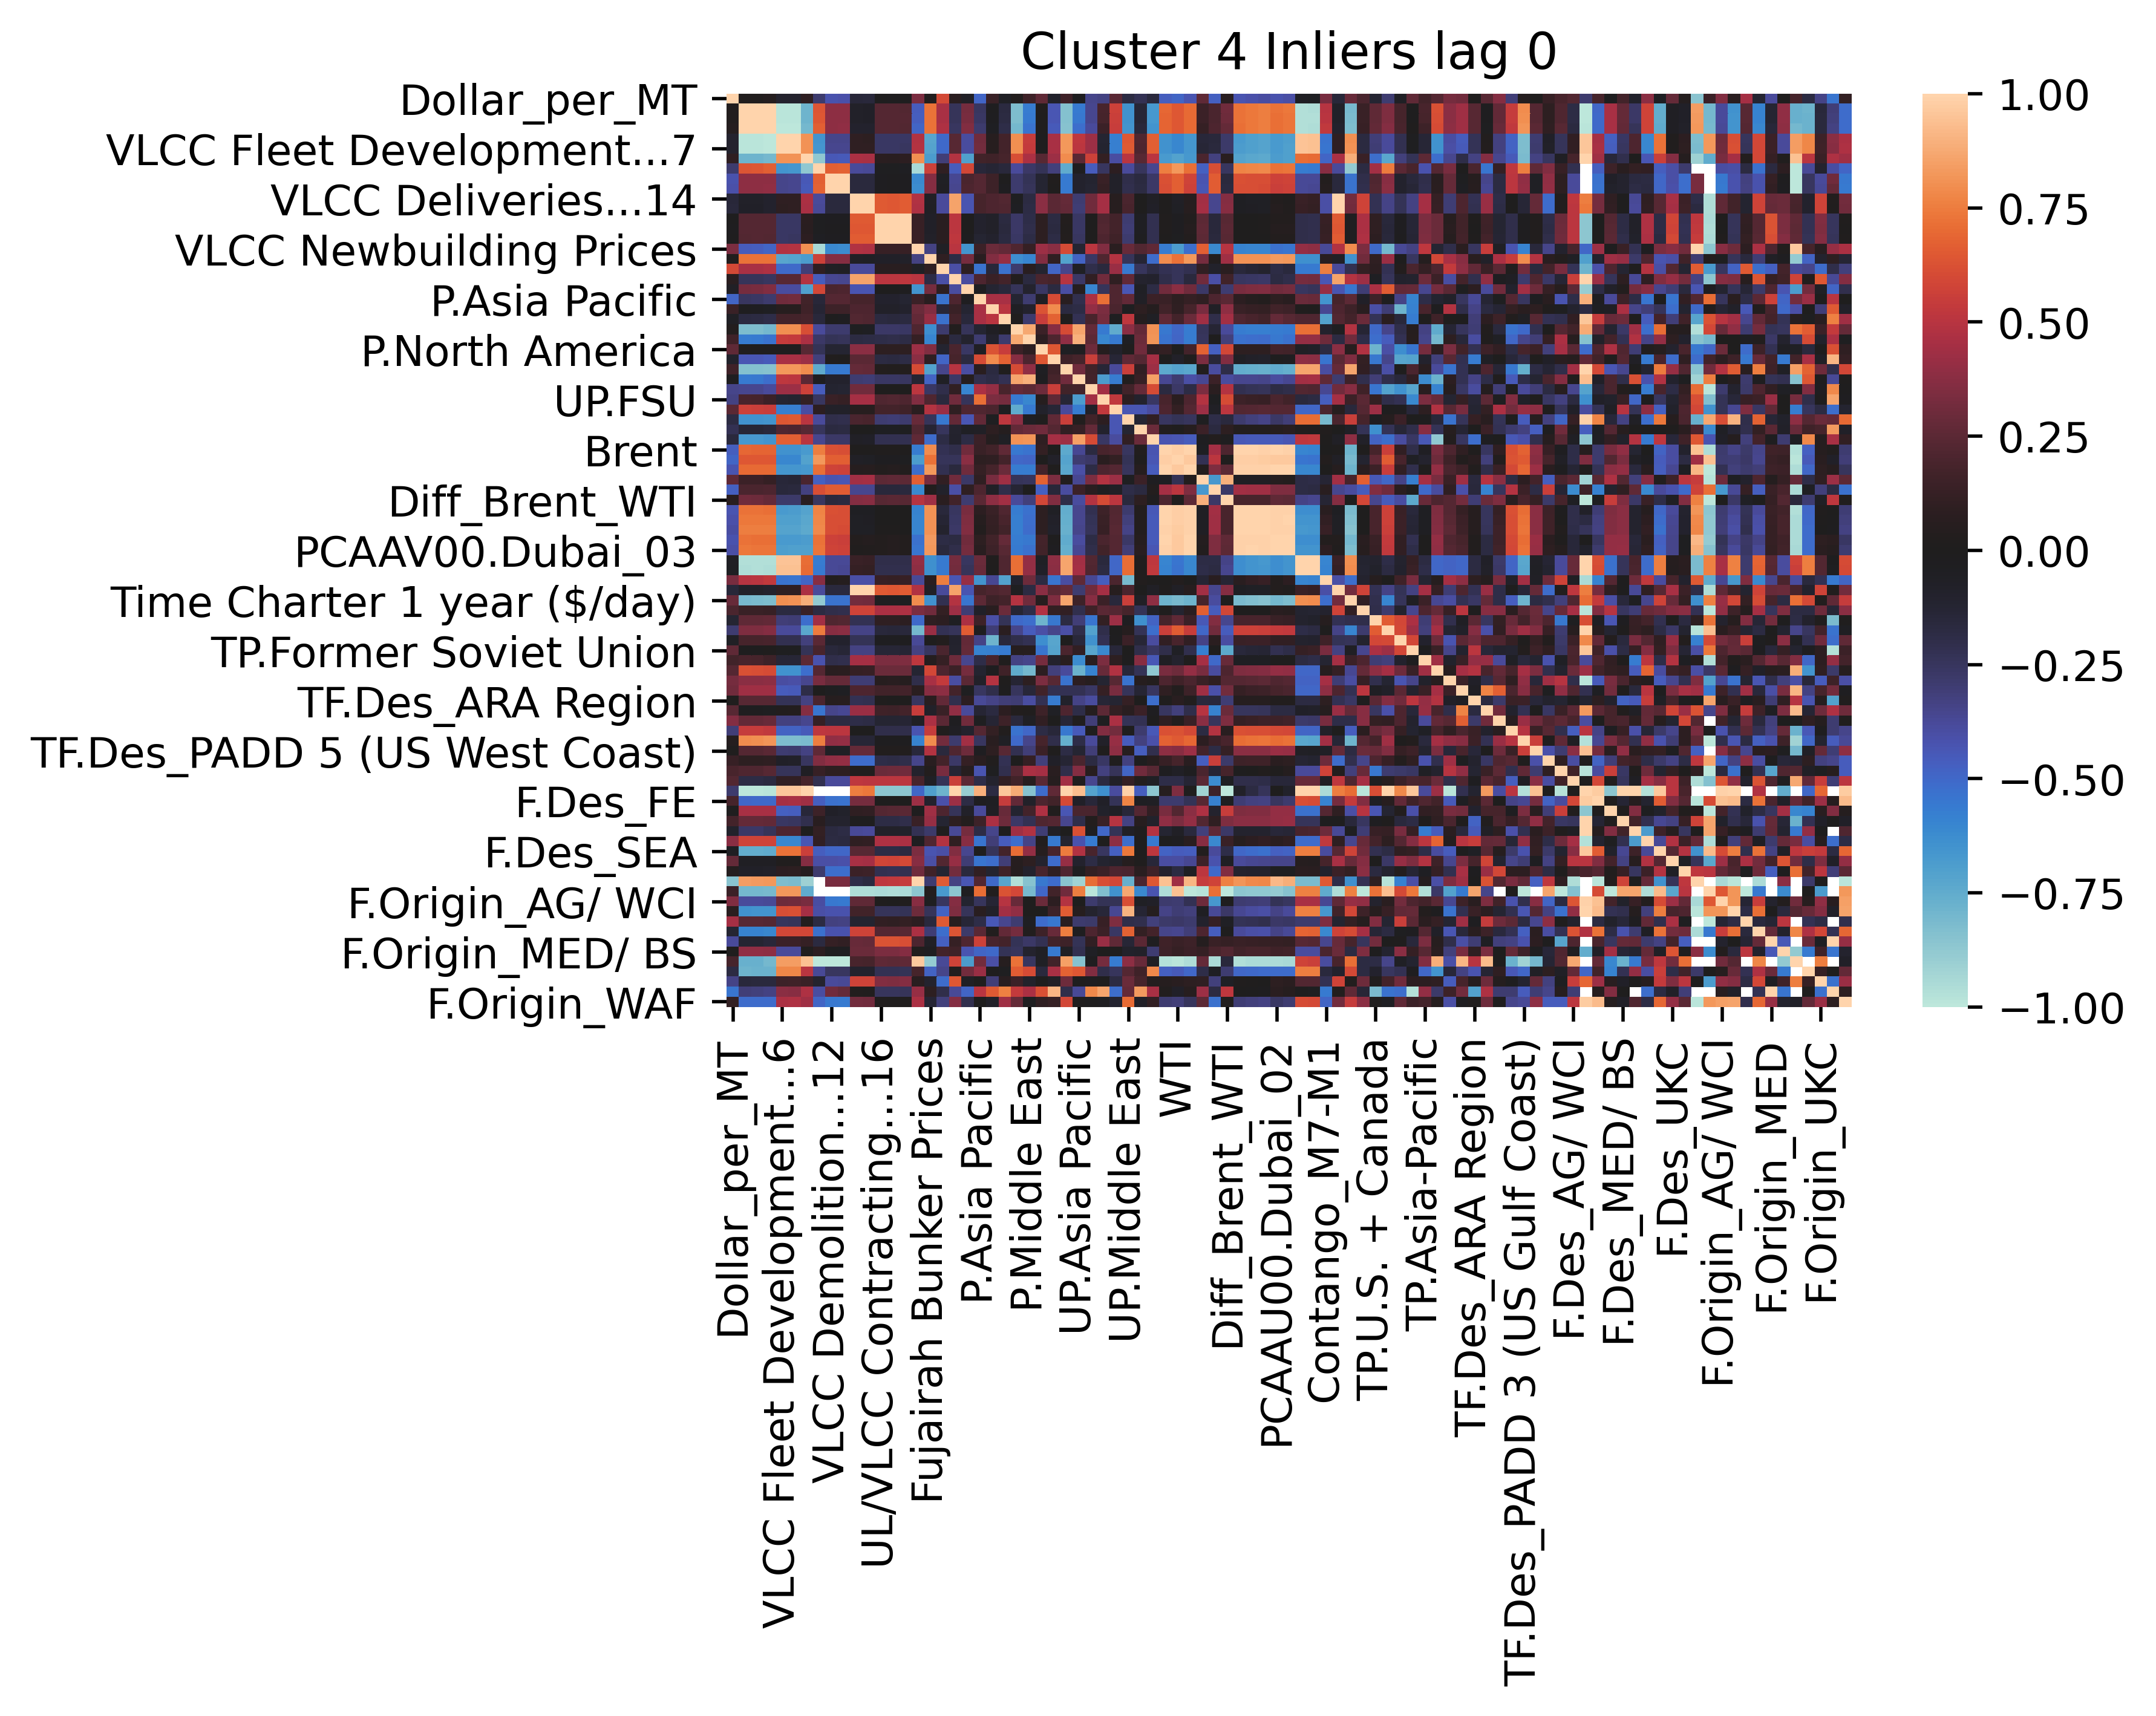 Cluster 4 Inliers lag 0
Dollar_per_MT
VLCC Fleet Development...7
VLCC Deliveries...14
VLCC Newbuilding Prices
P.Asia Pacific
P.North America
UP.FSU
Brent
Diff_Brent_WTI
PCAAV00.Dubai_03
Time Charter 1 year ($/day)
TP.Former Soviet Union
TF.Des_ARA Region
TF.Des_PADD 5 (US West Coast)
F.Des_FE
F.Des_SEA
F.Origin_AG/ WCI
F.Origin_MED/ BS
F.Origin_WAF
Dollar_per_MT
VLCC Fleet Development...6
VLCC Demolition...12
UL/VLCC Contracting...16
Fujairah Bunker Prices
P.Asia Pacific
P.Middle East
UP.Asia Pacific
UP.Middle East
WTI
Diff_Brent_WTI
PCAAU00.Dubai_02
Contango_M7-M1
TP.U.S. + Canada
TP.Asia-Pacific
TF.Des_ARA Region
TF.Des_PADD 3 (US Gulf Coast)
F.Des_AG/ WCI
F.Des_MED/ BS
F.Des_UKC
F.Origin_AG/ WCI
F.Origin_MED
F.Origin_UKC
1.00
0.75
0.50
0.25
0.00
−0.25
−0.50
−0.75
−1.00